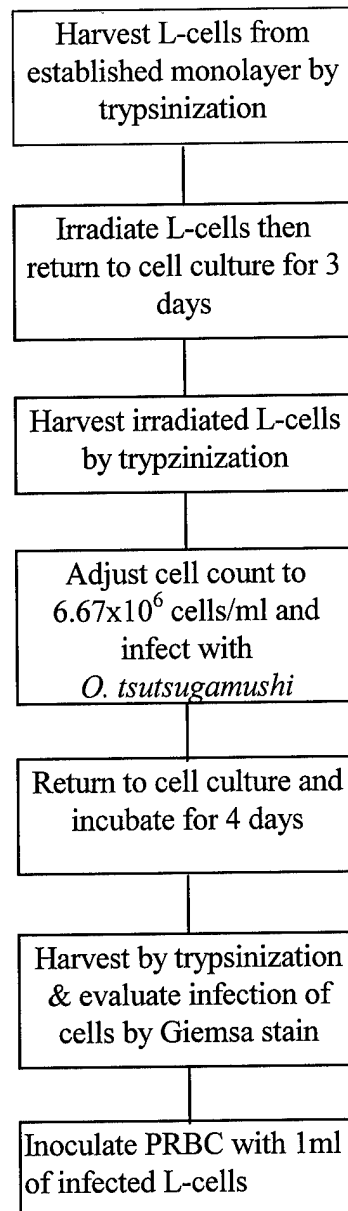 Harvest L-cells from
established monolayer by
trypsinization
Irradiate L-cells then
return to cell culture for 3
days
Harvest irradiated L-cells
by trypzinization
Adjust cell count to
6.67x10⁶ cells/ml and
infect with
O. tsutsugamushi
Return to cell culture and
incubate for 4 days
Harvest by trypsinization
& evaluate infection of
cells by Giemsa stain
Inoculate PRBC with 1ml
of infected L-cells